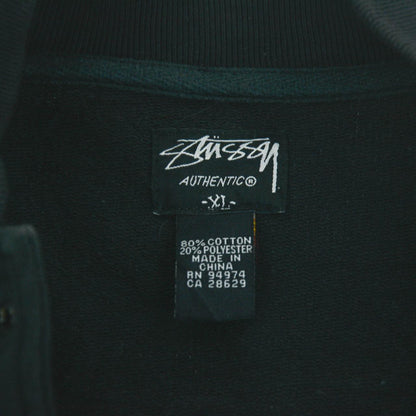 Stüssy
AUTHENTIC®
-XL-
80% COTTON
20% POLYESTER
MADE IN
CHINA
RN 94974
CA 28629